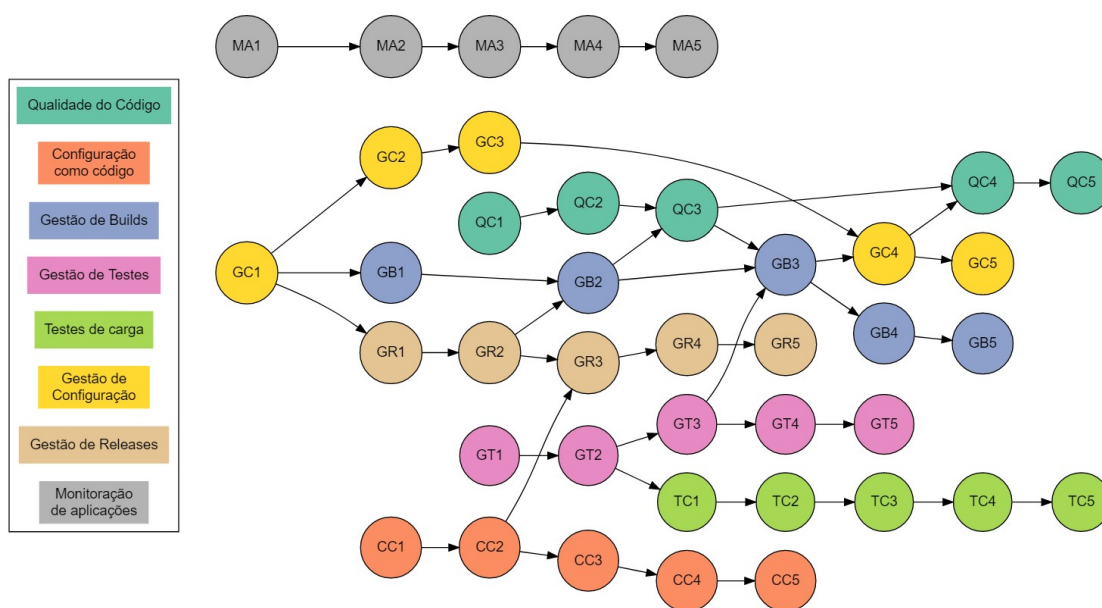 MA1
MA2
MA3
MA4
MA5
Qualidade do Código
Configuração
como código
Gestão de Builds
Gestão de Testes
Testes de carga
Gestão de
Configuração
Gestão de Releases
Monitoração
de aplicações
GC1
GC2
GC3
GC4
GC5
QC1
QC2
QC3
QC4
QC5
GB1
GB2
GB3
GB4
GB5
GR1
GR2
GR3
GR4
GR5
GT1
GT2
GT3
GT4
GT5
TC1
TC2
TC3
TC4
TC5
CC1
CC2
CC3
CC4
CC5